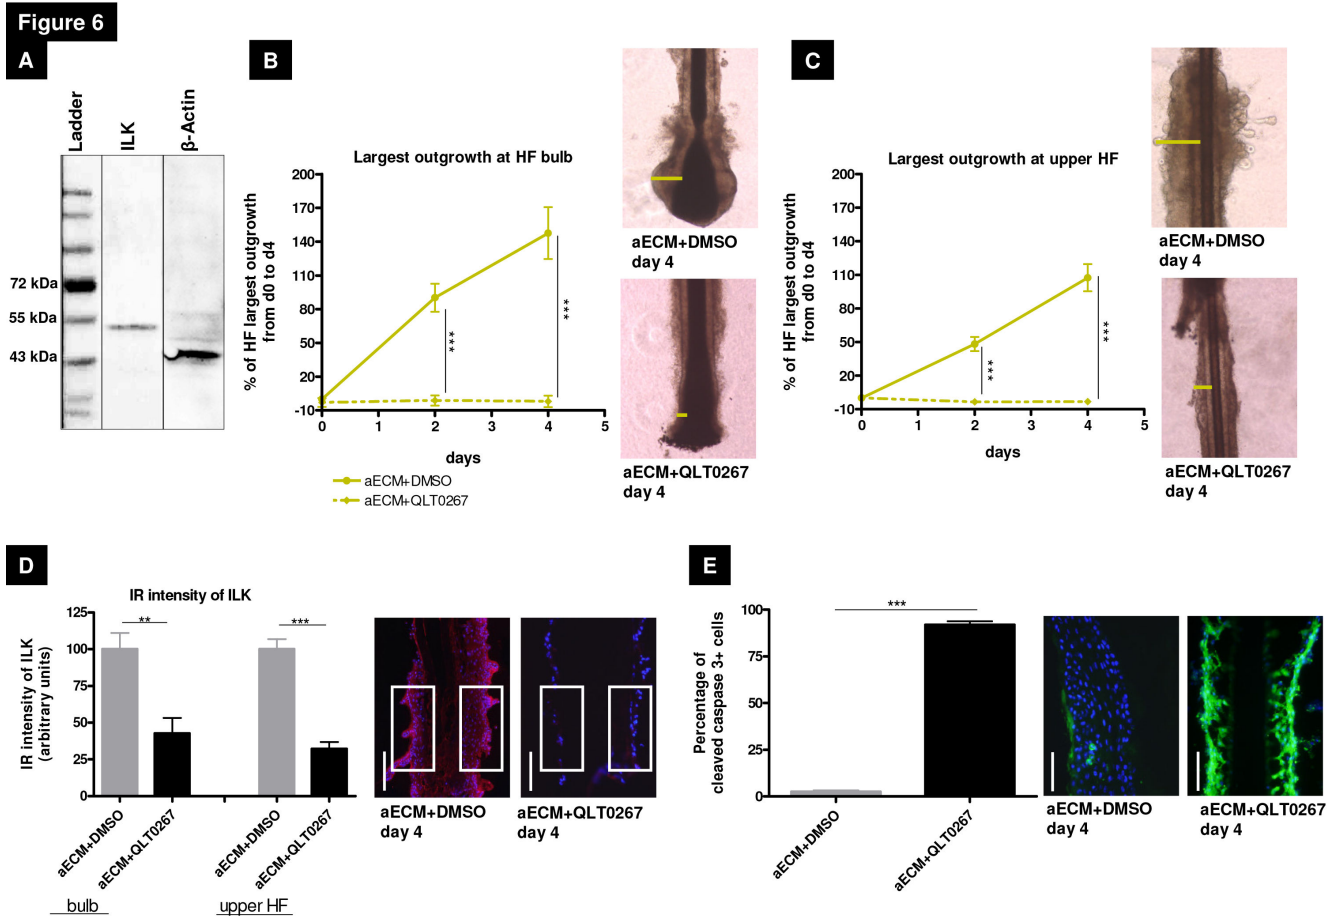 Figure 6
A
Ladder
ILK
β-Actin
72 kDa
55 kDa
43 kDa
B
Largest outgrowth at HF bulb
% of HF largest outgrowth
from d0 to d4
200
170
140
110
80
50
20
-10
0 1 2 3 4 5
days
***
***
aECM+DMSO
aECM+QLT0267
aECM+DMSO
day 4
aECM+QLT0267
day 4
C
Largest outgrowth at upper HF
% of HF largest outgrowth
from d0 to d4
200
170
140
110
80
50
20
-10
0 1 2 3 4 5
days
***
***
aECM+DMSO
day 4
aECM+QLT0267
day 4
D
IR intensity of ILK
IR intensity of ILK
(arbitrary units)
125
100
75
50
25
0
**
***
aECM+DMSO
aECM+QLT0267
aECM+DMSO
aECM+QLT0267
bulb
upper HF
aECM+DMSO
day 4
aECM+QLT0267
day 4
E
Percentage of
cleaved caspase 3+ cells
100
75
50
25
0
***
aECM+DMSO
aECM+QLT0267
aECM+DMSO
day 4
aECM+QLT0267
day 4